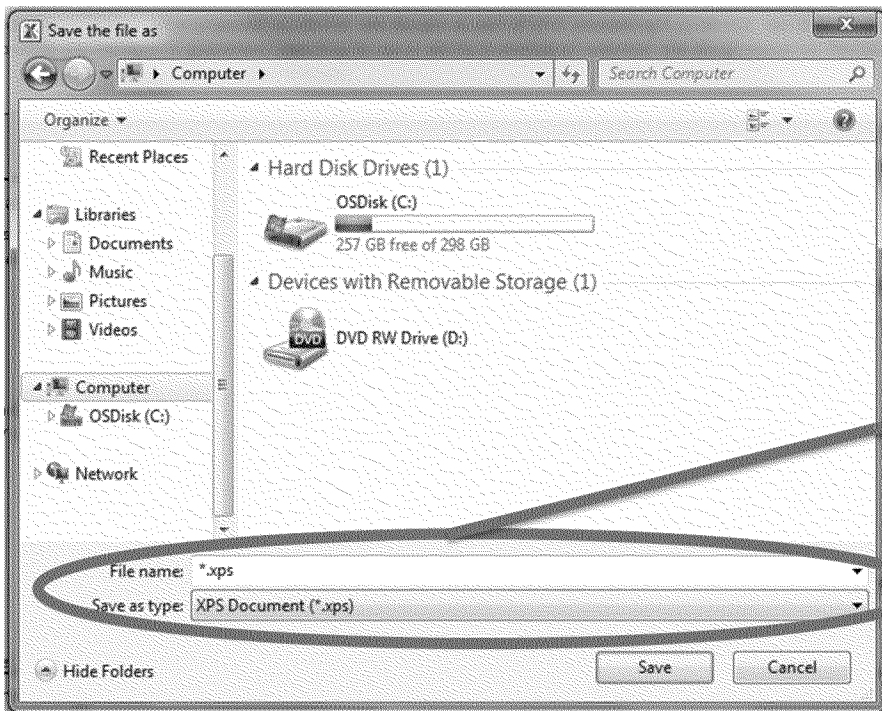 Save the file as
Computer
Search Computer
Organize
Recent Places
Libraries
Documents
Music
Pictures
Videos
Computer
OSDisk (C:)
Network
Hard Disk Drives (1)
OSDisk (C:)
257 GB free of 298 GB
Devices with Removable Storage (1)
DVD
DVD RW Drive (D:)
File name: *.xps
Save as type: XPS Document (*.xps)
Hide Folders
Save
Cancel